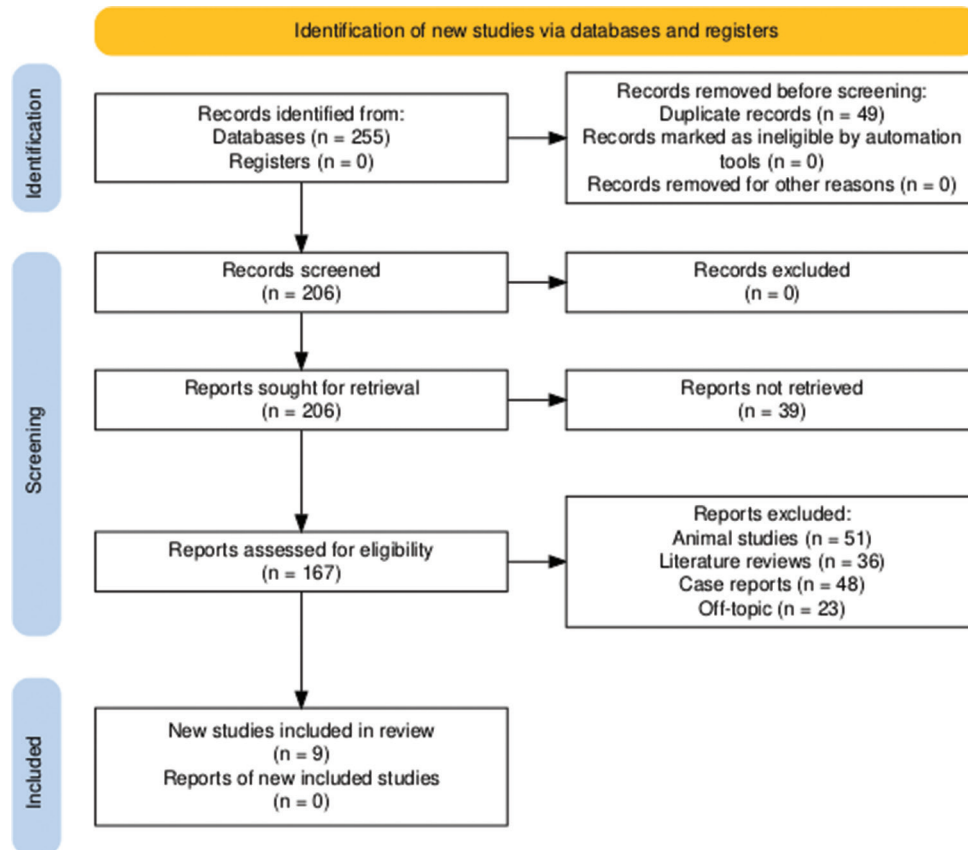 Identification of new studies via databases and registers
Identification
Records identified from:
Databases (n = 255)
Registers (n = 0)
Records removed before screening:
Duplicate records (n = 49)
Records marked as ineligible by automation
tools (n = 0)
Records removed for other reasons (n = 0)
Screening
Records screened
(n = 206)
Records excluded
(n = 0)
Reports sought for retrieval
(n = 206)
Reports not retrieved
(n = 39)
Reports assessed for eligibility
(n = 167)
Reports excluded:
Animal studies (n = 51)
Literature reviews (n = 36)
Case reports (n = 48)
Off-topic (n = 23)
Included
New studies included in review
(n = 9)
Reports of new included studies
(n = 0)